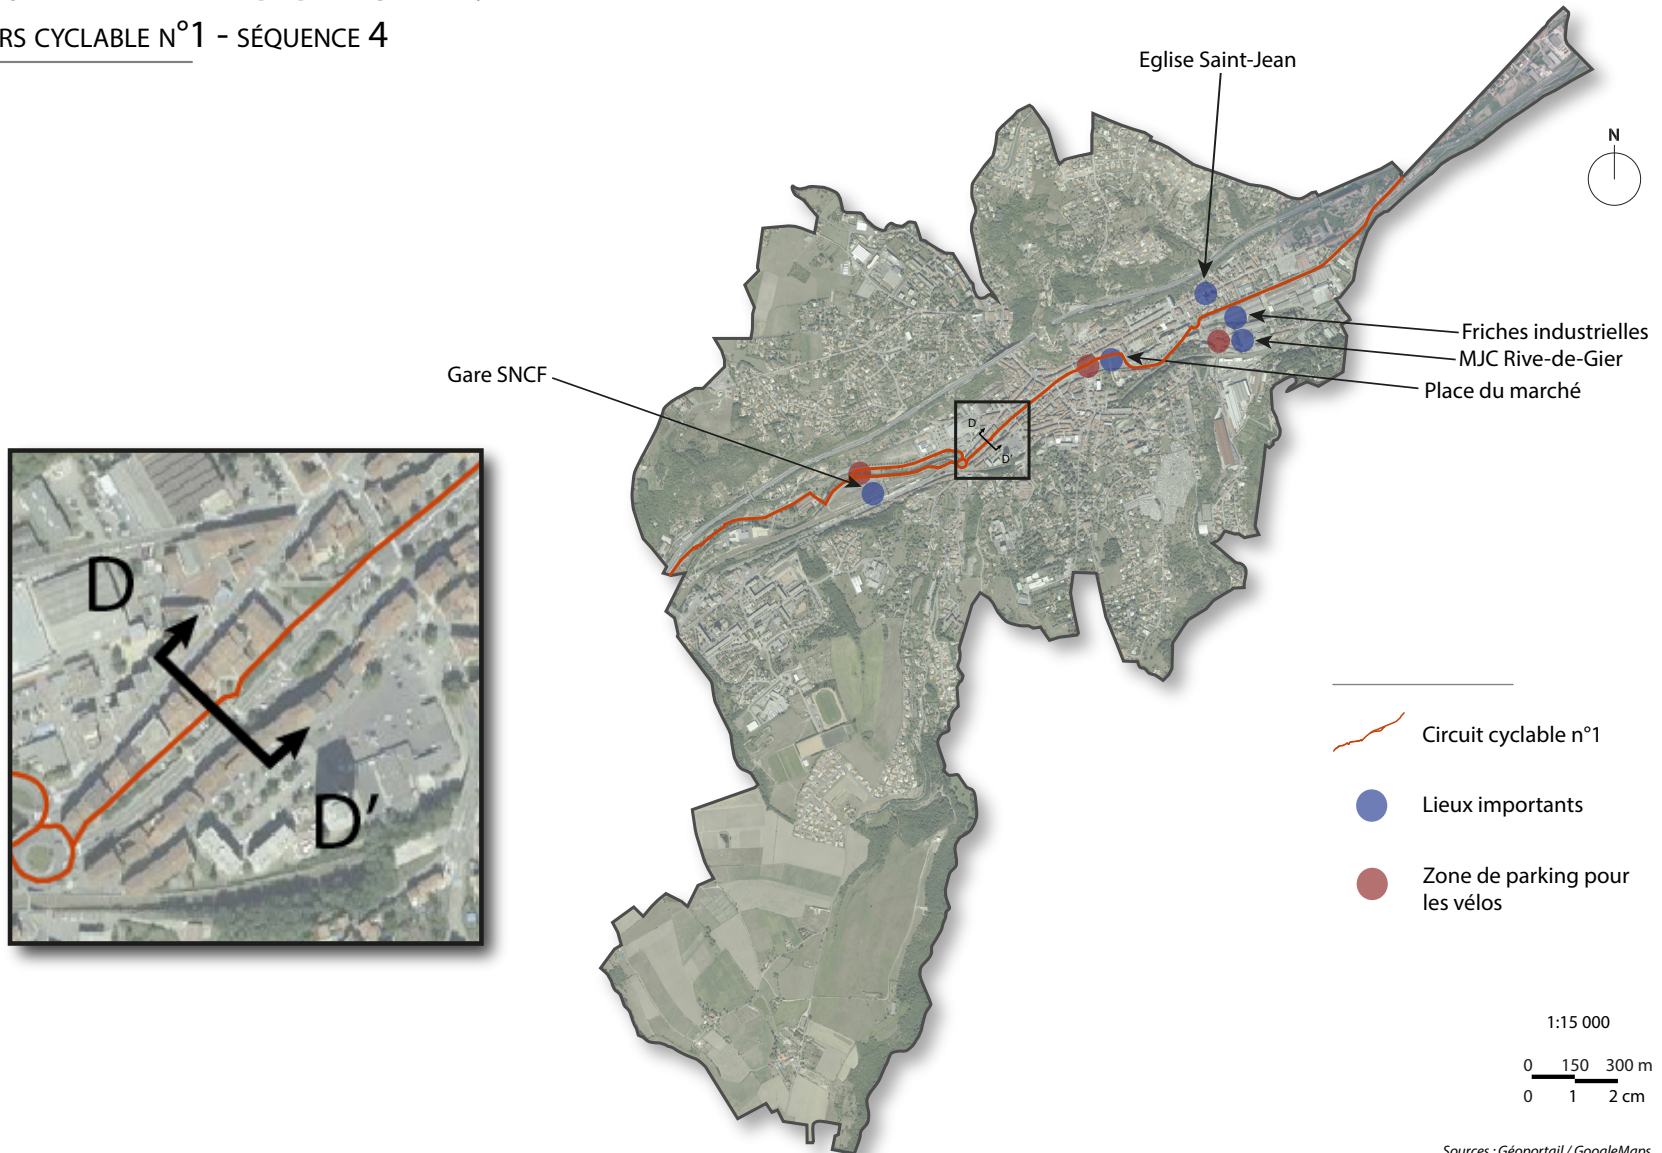 RS CYCLABLE N°1 - SÉQUENCE 4
Eglise Saint-Jean
N
Friches industrielles
MJC Rive-de-Gier
Place du marché
Gare SNCF
D
D'
D
D'
Circuit cyclable n°1
Lieux importants
Zone de parking pour
les vélos
1:15 000
0 150 300 m
0 1 2 cm
Sources : Géoportail / GoogleMaps